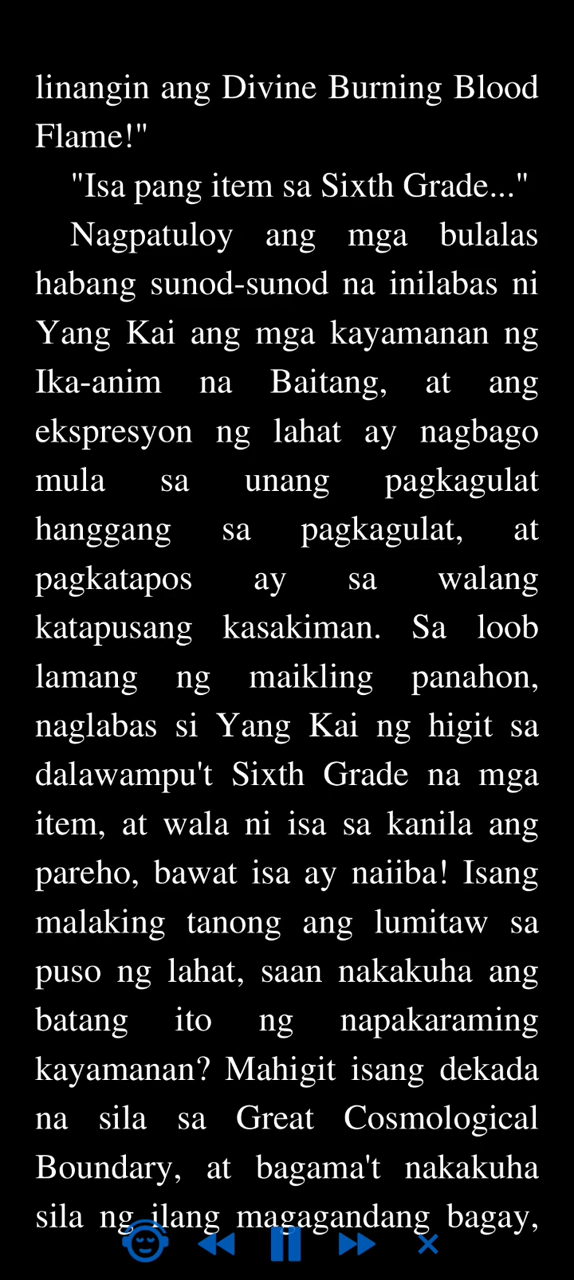 linangin ang Divine Burning Blood
Flame!"
"Isa pang item sa Sixth Grade..."
Nagpatuloy ang mga bulalas
habang sunod-sunod na inilabas ni
Yang Kai ang mga kayamanan ng
Ika-anim na Baitang, at ang
ekspresyon ng lahat ay nagbago
mula sa unang pagkagulat
hanggang sa pagkagulat, at
pagkatapos ay sa walang
katapusang kasakiman. Sa loob
lamang ng maikling panahon,
naglabas si Yang Kai ng higit sa
dalawampu't Sixth Grade na mga
item, at wala ni isa sa kanila ang
pareho, bawat isa ay naiiba! Isang
malaking tanong ang lumitaw sa
puso ng lahat, saan nakakuha ang
batang ito ng napakaraming
kayamanan? Mahigit isang dekada
na sila sa Great Cosmological
Boundary, at bagama't nakakuha
sila ng ilang magagandang bagay,